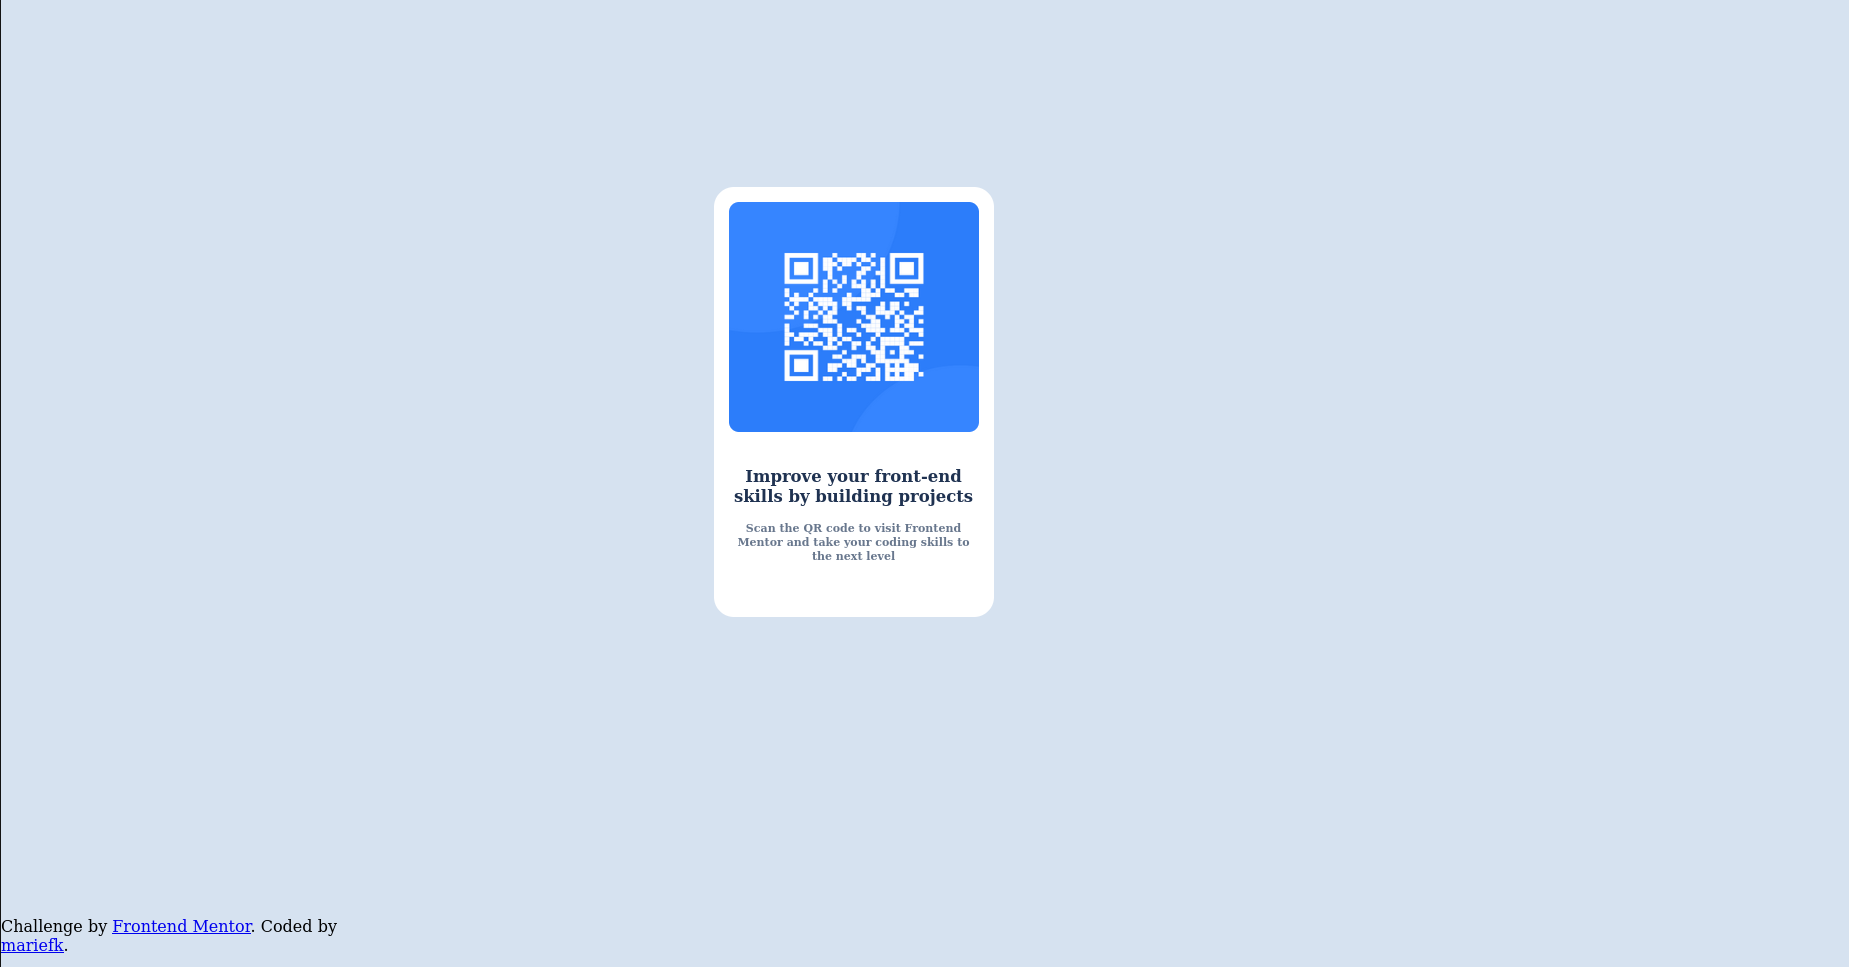 Improve your front-end
skills by building projects
Scan the QR code to visit Frontend
Mentor and take your coding skills to
the next level
Challenge by Frontend Mentor. Coded by
mariefk.